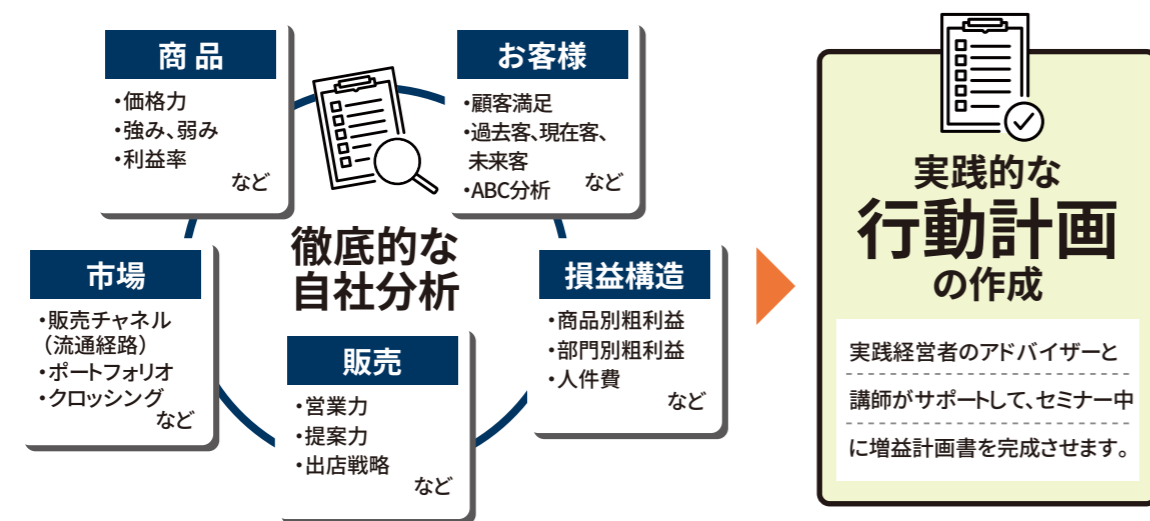 商品
・価格力
・強み、弱み
・利益率
など
お客様
・顧客満足
・過去客、現在客、
未来客
・ABC分析
など
徹底的な
自社分析
市場
・販売チャネル
（流通経路）
・ポートフォリオ
・クロッシング
など
販売
・営業力
・提案力
・出店戦略
など
損益構造
・商品別粗利益
・部門別粗利益
・人件費
など
実践的な
行動計画
の作成
実践経営者のアドバイザーと
講師がサポートして、セミナー中
に増益計画書を完成させます。